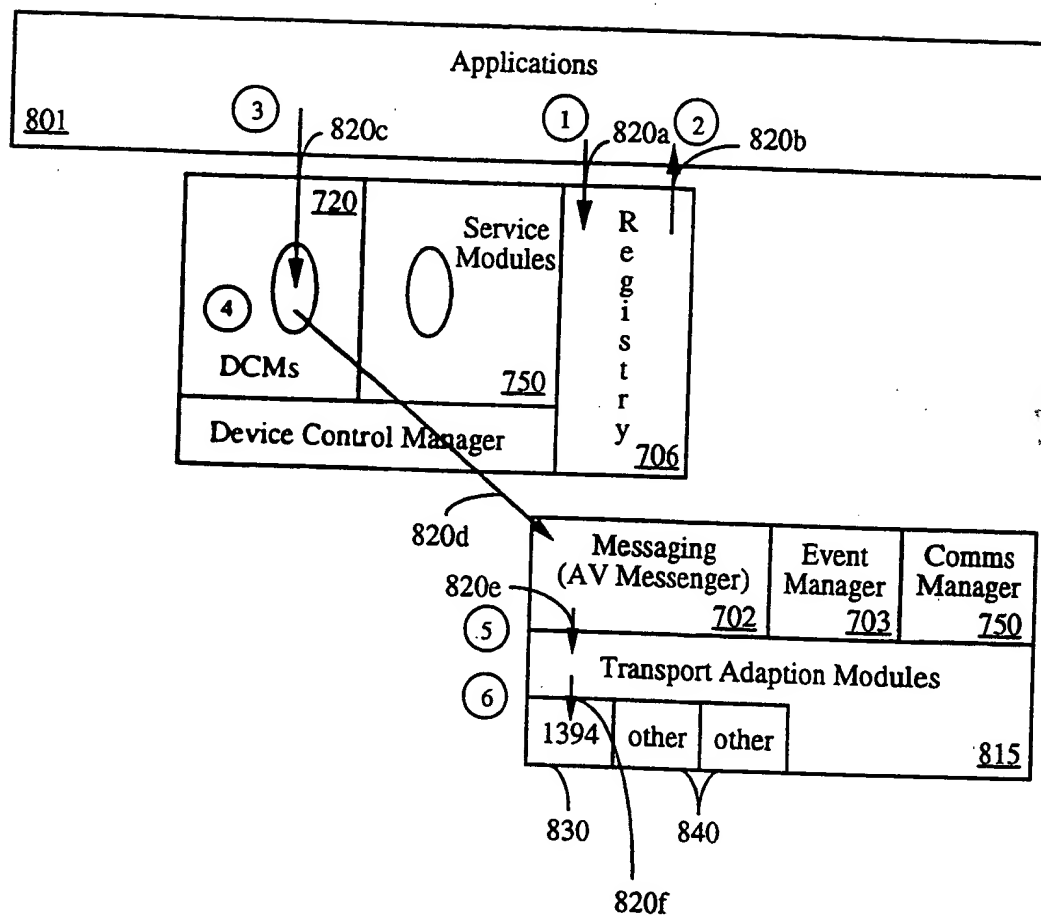 Applications
801
3
820c
1
820a
2
820b
720
4
DCMs
Service
Modules
750
Registry
706
Device Control Manager
820d
Messaging
(AV Messenger)
702
Event
Manager
703
Comms
Manager
750
820e
.5
Transport Adaption Modules
6
1394
other
other
815
830
840
820f